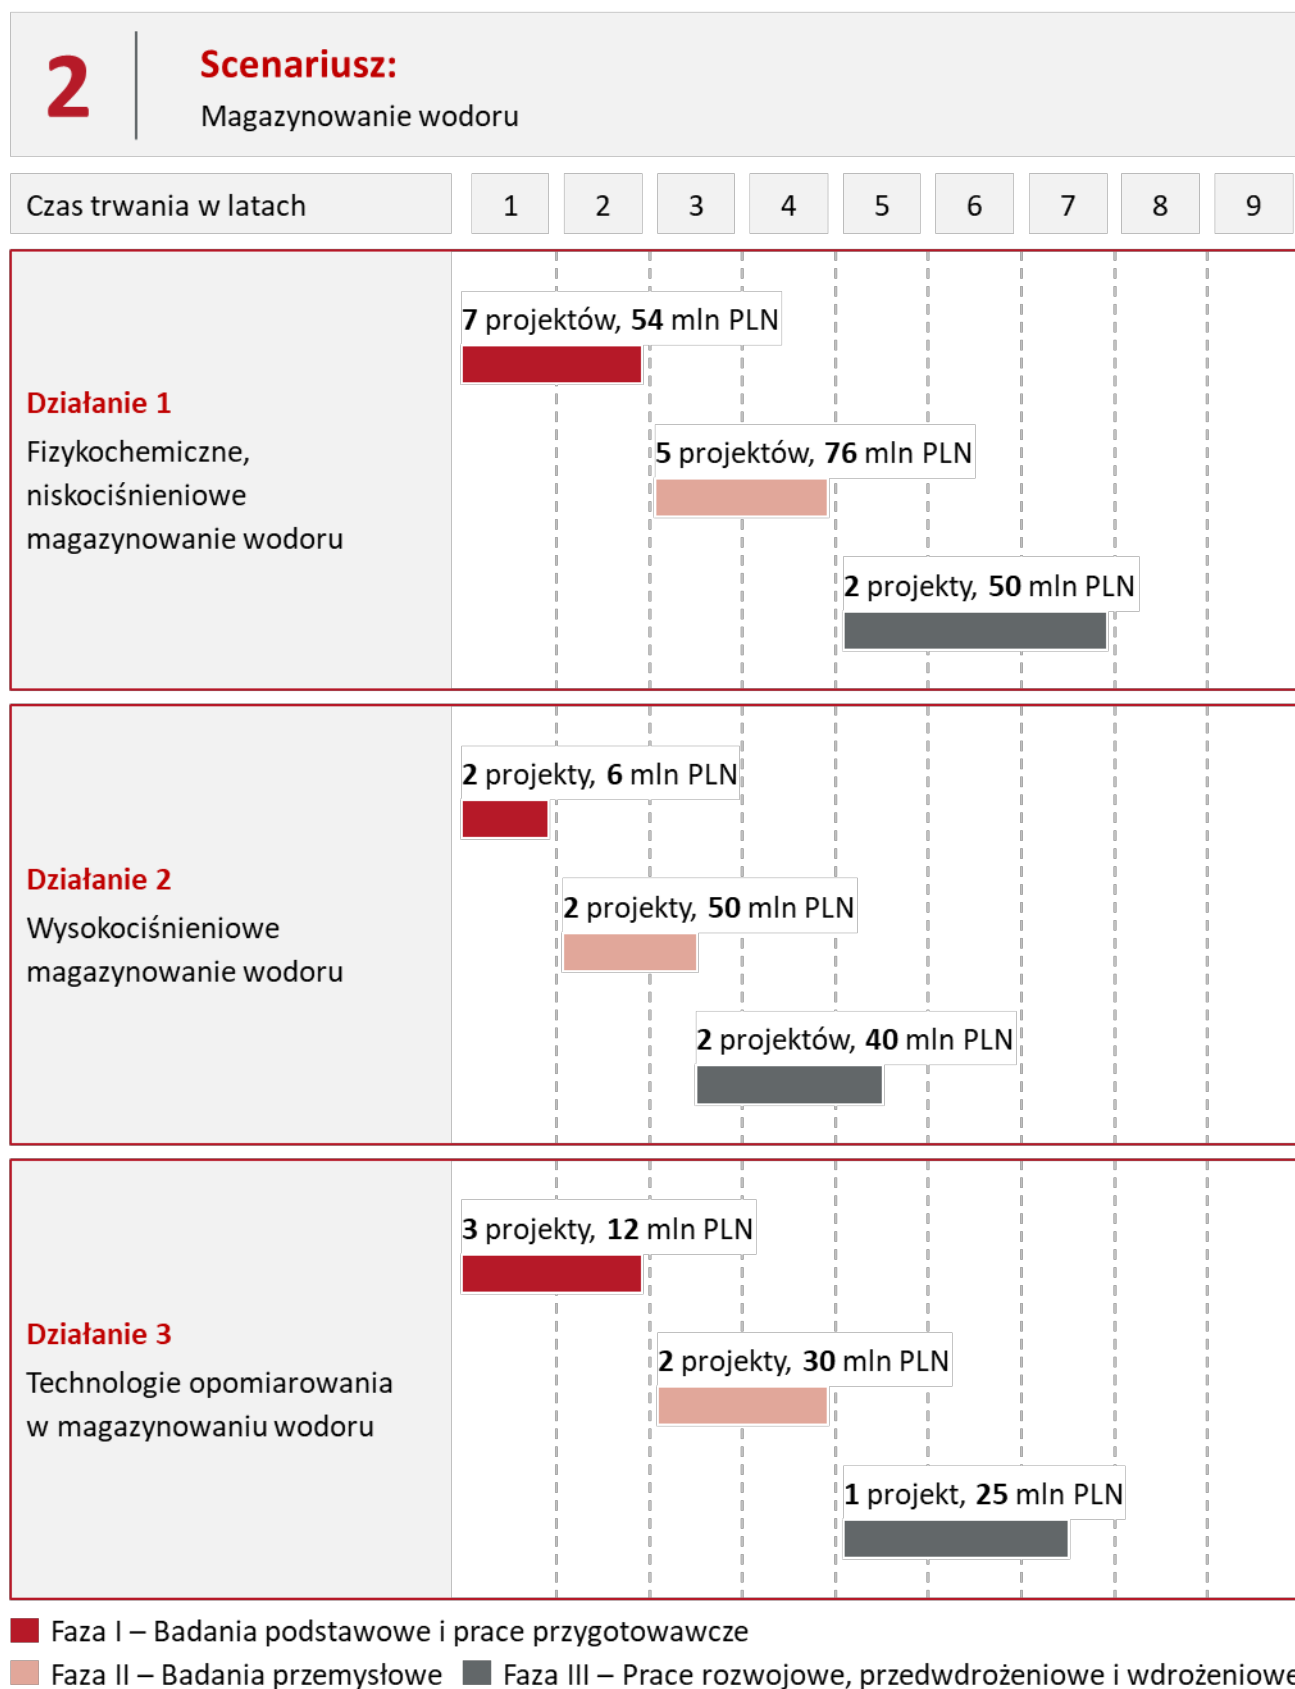 2
Scenariusz:
Magazynowanie wodoru
Czas trwania w latach 1 2 3 4 5 6 7 8 9
7 projektów, 54 mln PLN
Działanie 1
Fizykochemiczne,
niskociśnieniowe
magazynowanie wodoru
5 projektów, 76 mln PLN
2 projekty, 50 mln PLN
2 projekty, 6 mln PLN
Działanie 2
Wysokociśnieniowe
magazynowanie wodoru
2 projekty, 50 mln PLN
2 projektów, 40 mln PLN
3 projekty, 12 mln PLN
Działanie 3
Technologie opomiarowania
w magazynowaniu wodoru
2 projekty, 30 mln PLN
1 projekt, 25 mln PLN
Faza I – Badania podstawowe i prace przygotowawcze
Faza II – Badania przemysłowe Faza III – Prace rozwojowe, przedwdrożeniowe i wdrożeniowe